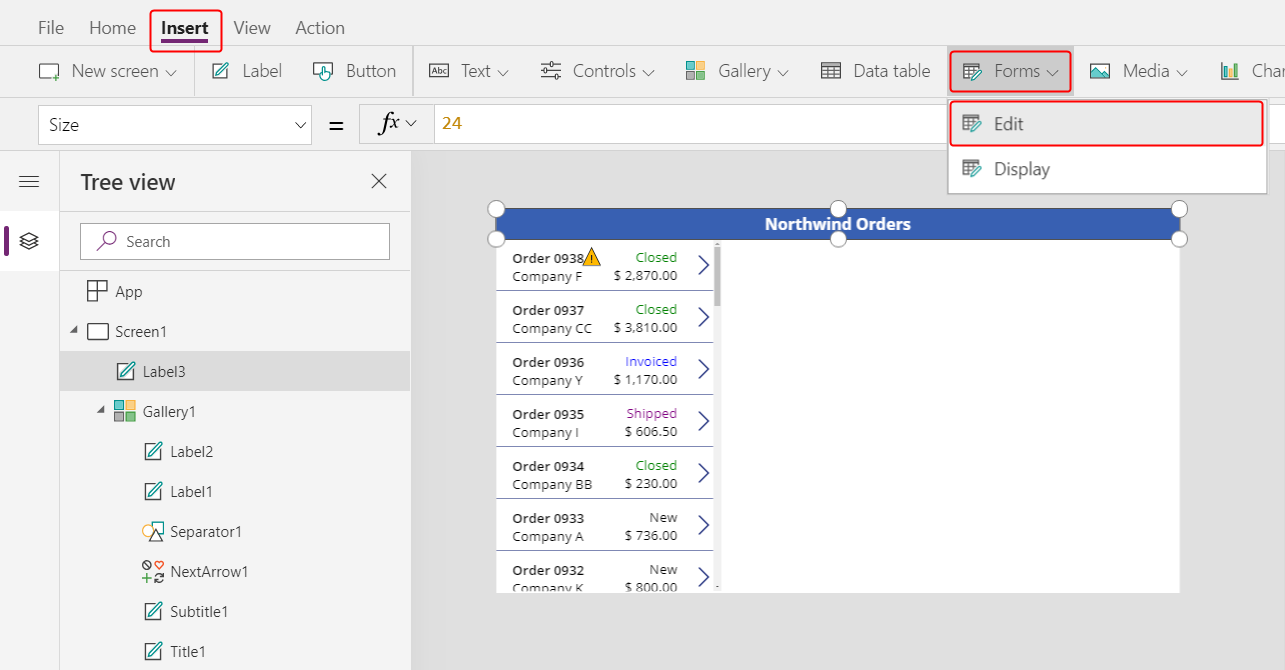 File Home Insert View Action
New screen Label Button Abc Text Controls Gallery Data table Forms Media
Size = fx 24
Edit
Display
Tree view
Search
App
Screen1
Label3
Gallery1
Label2
Label1
Separator1
NextArrow1
Subtitle1
Title1
Northwind Orders
Order 0938 Closed
Company F $ 2,870.00
Order 0937 Closed
Company CC $ 3,810.00
Order 0936 Invoiced
Company Y $ 1,170.00
Order 0935 Shipped
Company I $ 606.50
Order 0934 Closed
Company BB $ 230.00
Order 0933 New
Company A $ 736.00
Order 0932 New
Company K $ 800.00